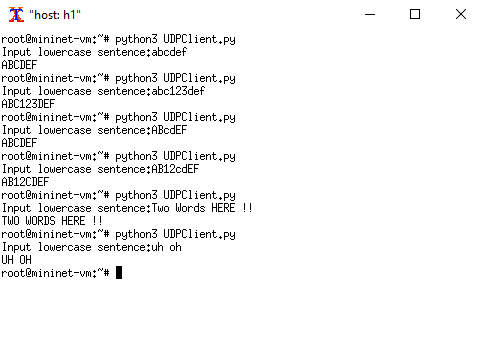 "host: h1"
root@mininet-vm:~# python3 UDPClient.py
Input lowercase sentence:abcdef
ABCDEF
root@mininet-vm:~# python3 UDPClient.py
Input lowercase sentence:abc123def
ABC123DEF
root@mininet-vm:~# python3 UDPClient.py
Input lowercase sentence:ABcdEF
ABCDEF
root@mininet-vm:~# python3 UDPClient.py
Input lowercase sentence:AB12cdEF
AB12CDEF
root@mininet-vm:~# python3 UDPClient.py
Input lowercase sentence:Two Words HERE !!
TWO WORDS HERE !!
root@mininet-vm:~# python3 UDPClient.py
Input lowercase sentence:uh oh
UH OH
root@mininet-vm:~#